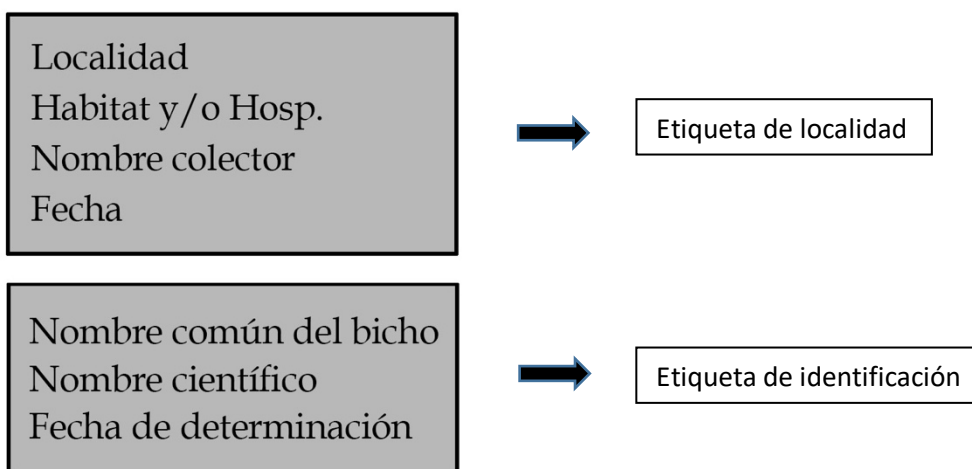 Localidad
Habitat y/o Hosp.
Nombre colector
Fecha
Etiqueta de localidad
Nombre común del bicho
Nombre científico
Fecha de determinación
Etiqueta de identificación